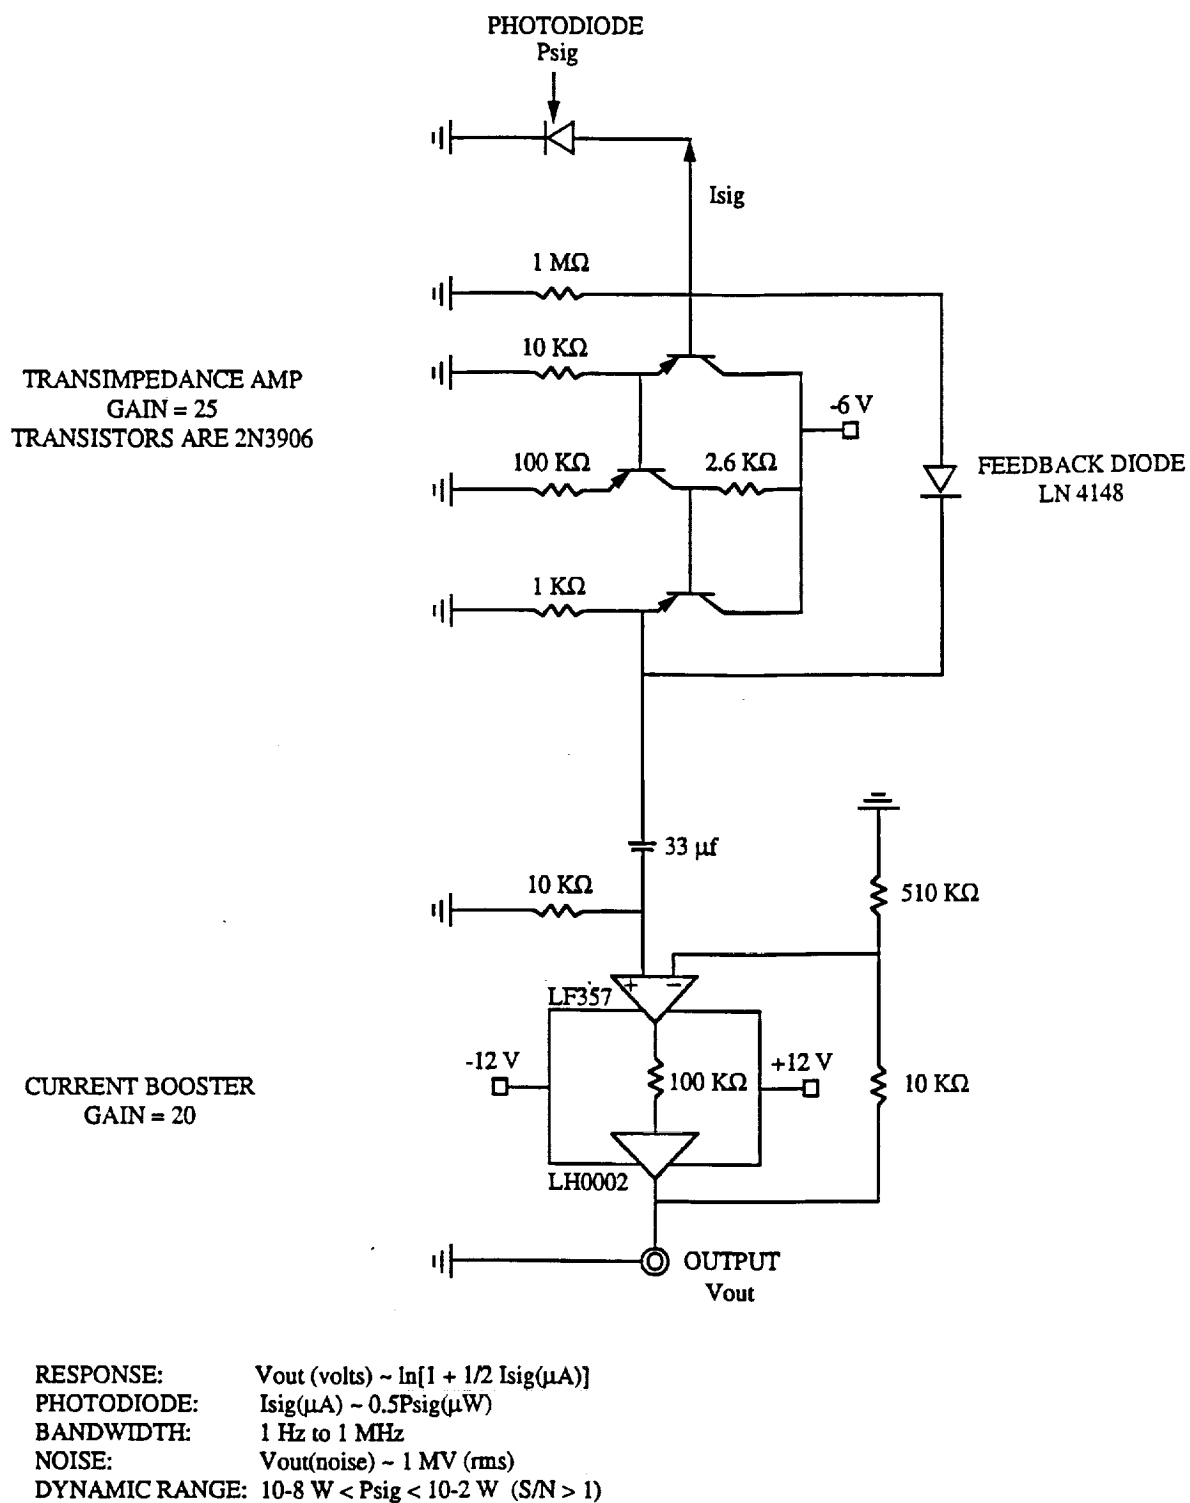 PHOTODIODE
Psig
Isig
1 MΩ
10 KΩ
TRANSIMPEDANCE AMP
GAIN = 25
TRANSISTORS ARE 2N3906
-6 V
100 KΩ
2.6 KΩ
FEEDBACK DIODE
LN 4148
1 KΩ
33 μf
10 KΩ
510 KΩ
+ −
LF357
-12 V
+12 V
100 KΩ
10 KΩ
CURRENT BOOSTER
GAIN = 20
LH0002
OUTPUT
Vout
RESPONSE: Vout (volts) ~ ln[1 + 1/2 Isig(μA)]
PHOTODIODE: Isig(μA) ~ 0.5Psig(μW)
BANDWIDTH: 1 Hz to 1 MHz
NOISE: Vout(noise) ~ 1 MV (rms)
DYNAMIC RANGE: 10-8 W < Psig < 10-2 W (S/N > 1)